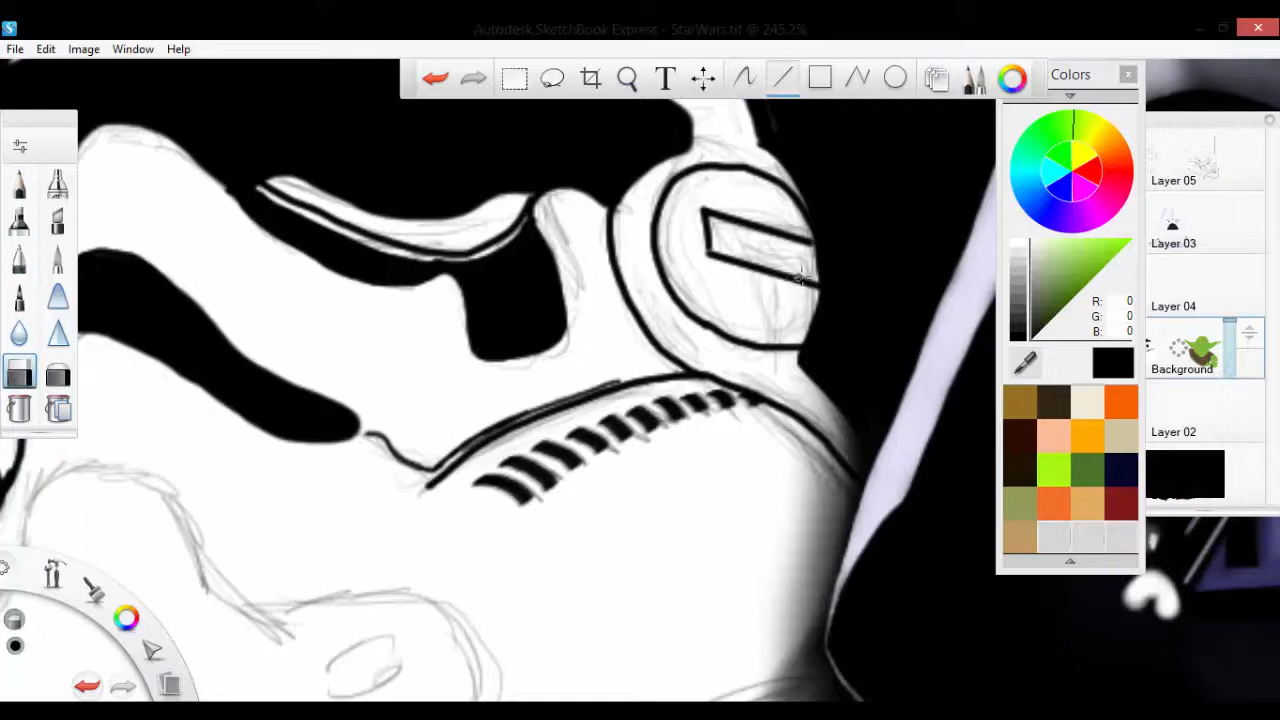 Autodesk SketchBook Express - StarWars.tif @ 245.2%
File Edit Image Window Help
T
Colors
x
Layer 05
Layer 03
Layer 04
Background
Layer 02
R: 0
G: 0
B: 0